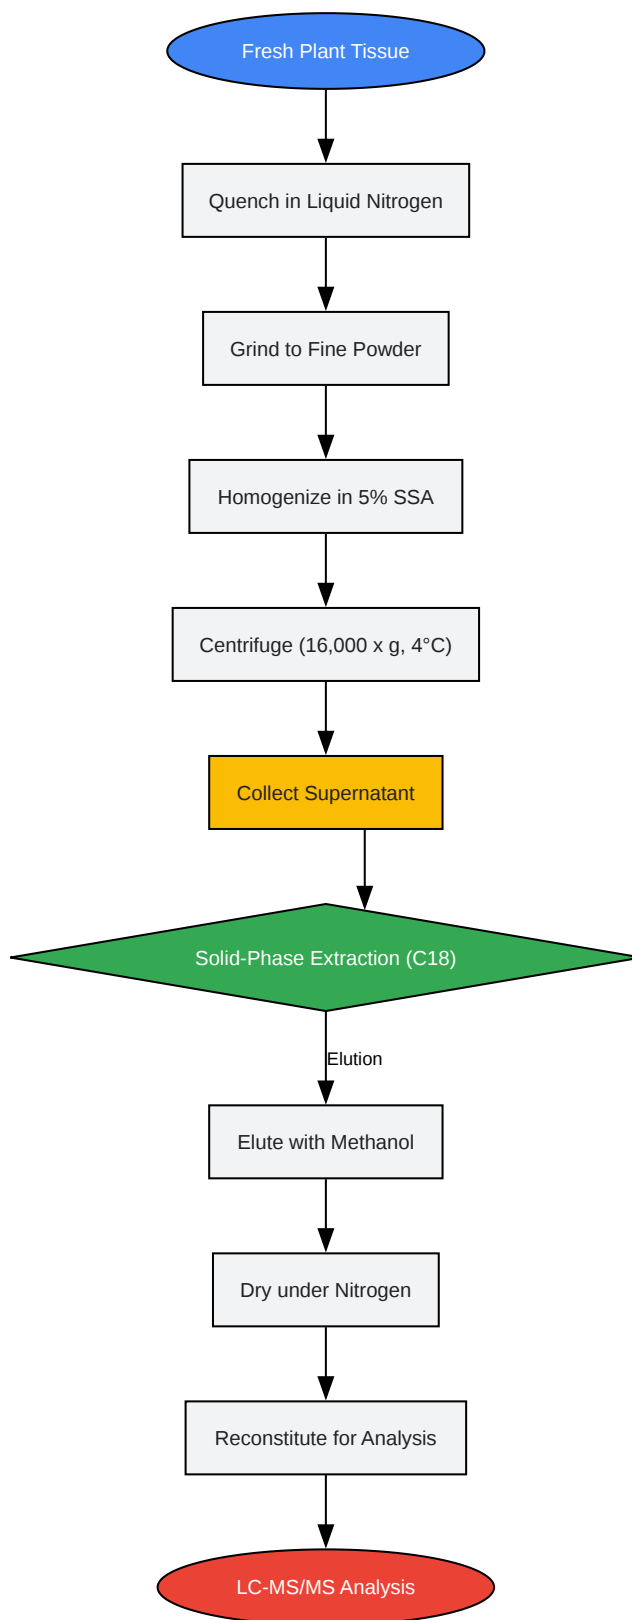 Fresh Plant Tissue
Quench in Liquid Nitrogen
Grind to Fine Powder
Homogenize in 5% SSA
Centrifuge (16,000 x g, 4°C)
Collect Supernatant
Solid-Phase Extraction (C18)
Elution
Elute with Methanol
Dry under Nitrogen
Reconstitute for Analysis
LC-MS/MS Analysis